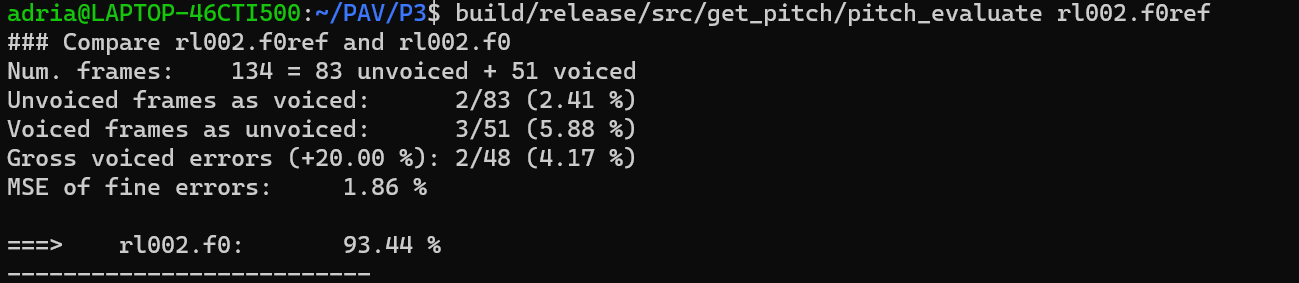 adria@LAPTOP-46CTI500:~/PAV/P3$ build/release/src/get_pitch/pitch_evaluate rl002.f0ref
### Compare rl002.f0ref and rl002.f0
Num. frames:    134 = 83 unvoiced + 51 voiced
Unvoiced frames as voiced:      2/83 (2.41 %)
Voiced frames as unvoiced:      3/51 (5.88 %)
Gross voiced errors (+20.00 %): 2/48 (4.17 %)
MSE of fine errors:     1.86 %
===>    rl002.f0:       93.44 %
--------------------------